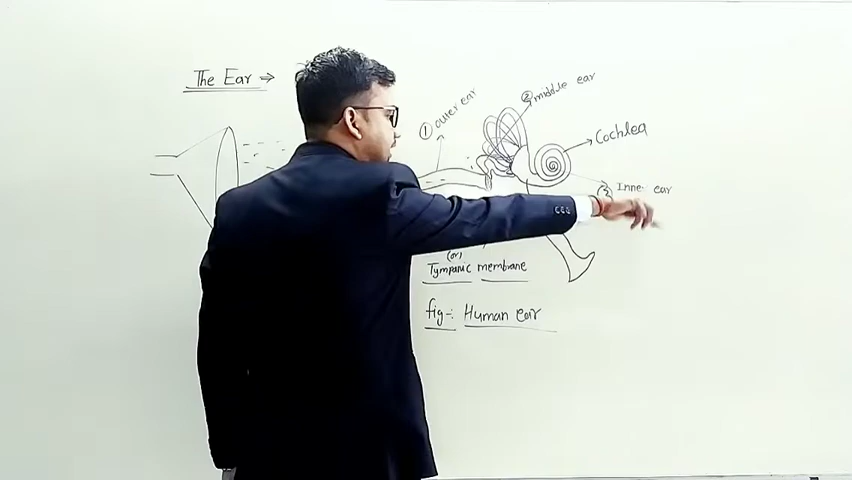 The Ear ⇒
① outer ear
② middle ear
Cochlea
③ Inner ear
(or)
Tympanic membrane
fig-: Human ear